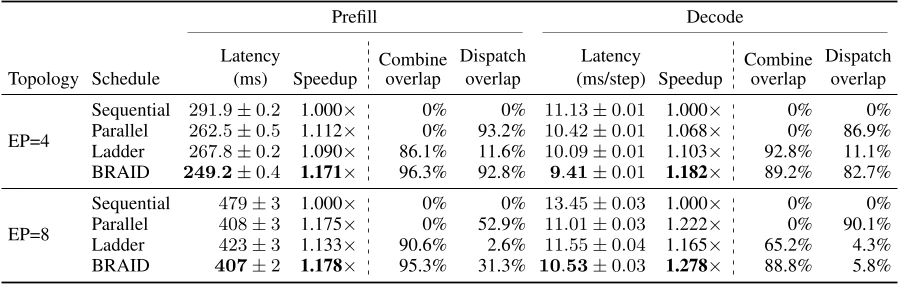 Prefill Decode
Topology Schedule Latency (ms) Speedup Combine overlap Dispatch overlap Latency (ms/step) Speedup Combine overlap Dispatch overlap
EP=4
Sequential 291.9 ± 0.2 1.000× 0% 0% 11.13 ± 0.01 1.000× 0% 0%
Parallel 262.5 ± 0.5 1.112× 0% 93.2% 10.42 ± 0.01 1.068× 0% 86.9%
Ladder 267.8 ± 0.2 1.090× 86.1% 11.6% 10.09 ± 0.01 1.103× 92.8% 11.1%
BRAID 249.2 ± 0.4 1.171× 96.3% 92.8% 9.41 ± 0.01 1.182× 89.2% 82.7%
EP=8
Sequential 479 ± 3 1.000× 0% 0% 13.45 ± 0.03 1.000× 0% 0%
Parallel 408 ± 3 1.175× 0% 52.9% 11.01 ± 0.03 1.222× 0% 90.1%
Ladder 423 ± 3 1.133× 90.6% 2.6% 11.55 ± 0.04 1.165× 65.2% 4.3%
BRAID 407 ± 2 1.178× 95.3% 31.3% 10.53 ± 0.03 1.278× 88.8% 5.8%